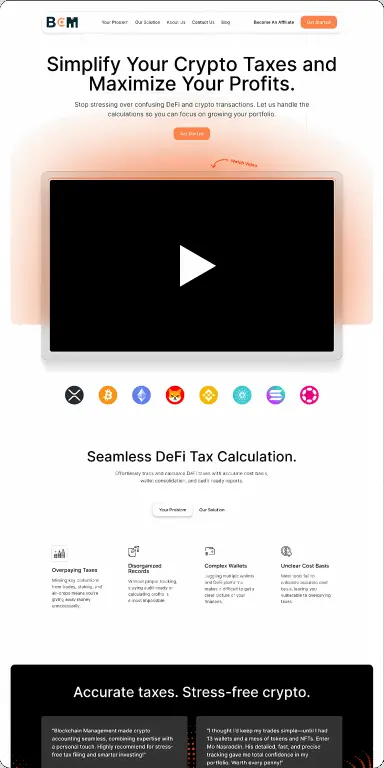 BCM
Your Problem Our Solution About Us Contact Us Blog Become An Affiliate Get Started
Simplify Your Crypto Taxes and
Maximize Your Profits.
Stop stressing over confusing DeFi and crypto transactions. Let us handle the
calculations so you can focus on growing your portfolio.
Get Started
Watch Video
Seamless DeFi Tax Calculation.
Effortlessly track and calculate DeFi taxes with accurate cost basis,
wallet consolidation, and audit-ready reports.
Your Problem Our Solution
Overpaying Taxes
Missing key deductions
from trades, staking, and
airdrops means you're
giving away money
unnecessarily.
Disorganized
Records
Without proper tracking,
staying audit-ready or
calculating profits is
almost impossible.
Complex Wallets
Juggling multiple wallets
and DeFi platforms
makes it difficult to get a
clear picture of your
finances.
Unclear Cost Basis
Most tools fail to
calculate accurate cost
basis, leaving you
vulnerable to overpaying
taxes.
Accurate taxes. Stress-free crypto.
"Blockchain Management made crypto
accounting seamless, combining expertise with
a personal touch. Highly recommend for stress-
free tax filing and smarter investing!"
"I thought I'd keep my trades simple—until I had
13 wallets and a mess of tokens and NFTs. Enter
Mo Nasraddin. His detailed, fast, and precise
tracking gave me total confidence in my
portfolio. Worth every penny!"